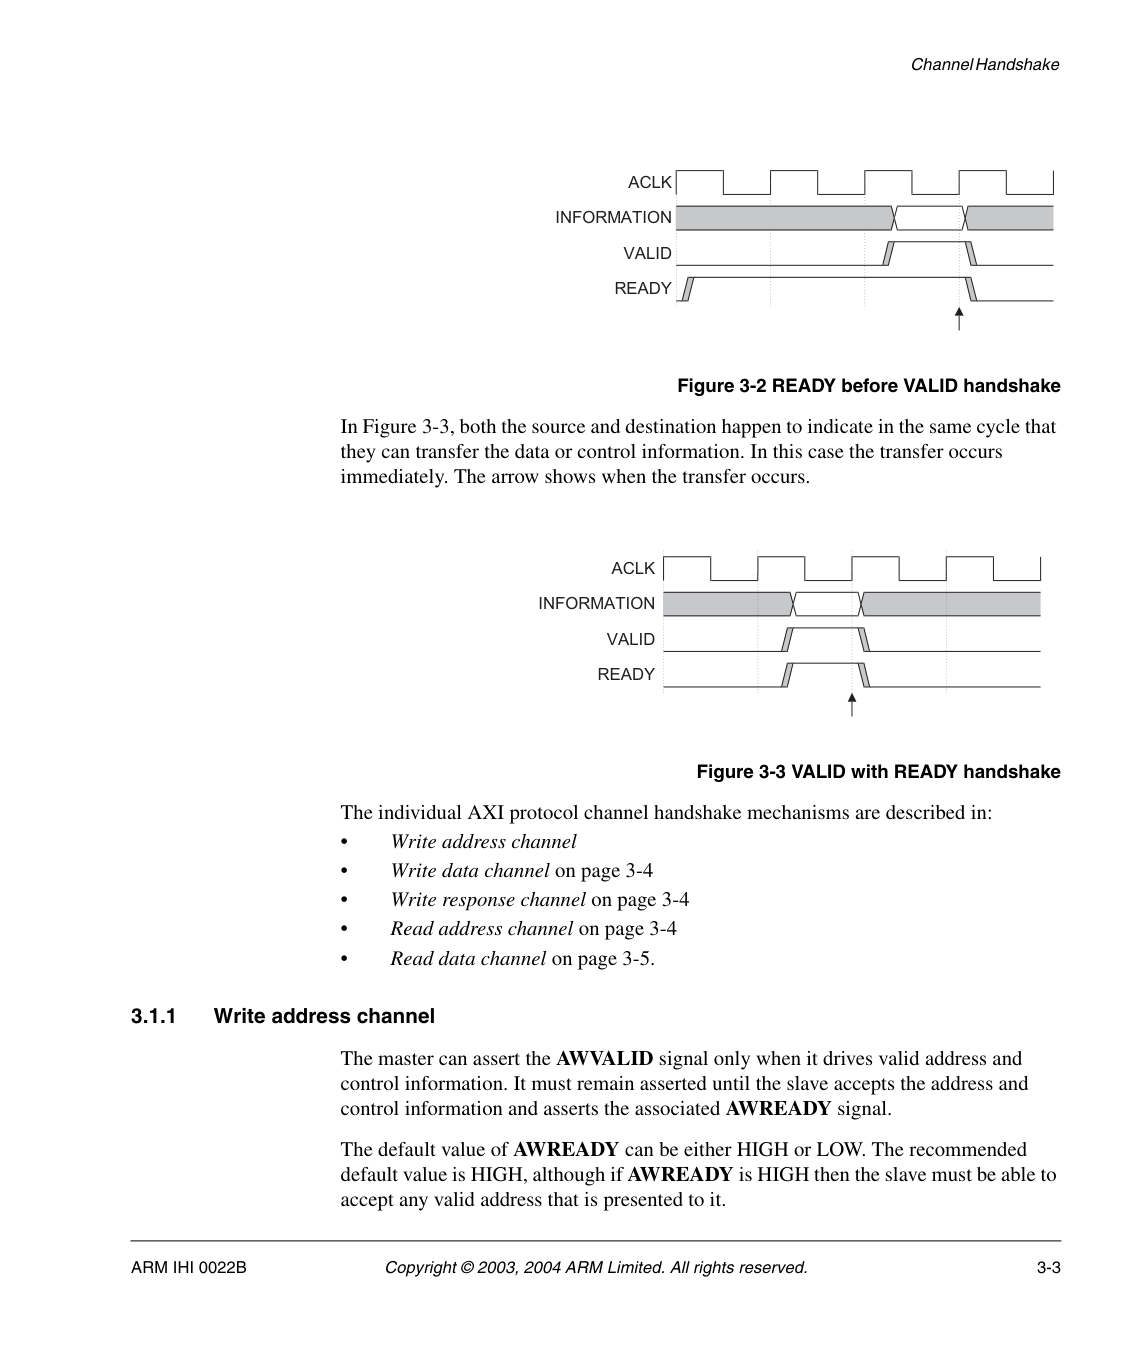 Channel Handshake
ACLK
INFORMATION
VALID
READY
Figure 3-2 READY before VALID handshake
In Figure 3-3, both the source and destination happen to indicate in the same cycle that
they can transfer the data or control information. In this case the transfer occurs
immediately. The arrow shows when the transfer occurs.
ACLK
INFORMATION
VALID
READY
Figure 3-3 VALID with READY handshake
The individual AXI protocol channel handshake mechanisms are described in:
• Write address channel
• Write data channel on page 3-4
• Write response channel on page 3-4
• Read address channel on page 3-4
• Read data channel on page 3-5.
3.1.1 Write address channel
The master can assert the AWVALID signal only when it drives valid address and
control information. It must remain asserted until the slave accepts the address and
control information and asserts the associated AWREADY signal.
The default value of AWREADY can be either HIGH or LOW. The recommended
default value is HIGH, although if AWREADY is HIGH then the slave must be able to
accept any valid address that is presented to it.
ARM IHI 0022B Copyright © 2003, 2004 ARM Limited. All rights reserved. 3-3